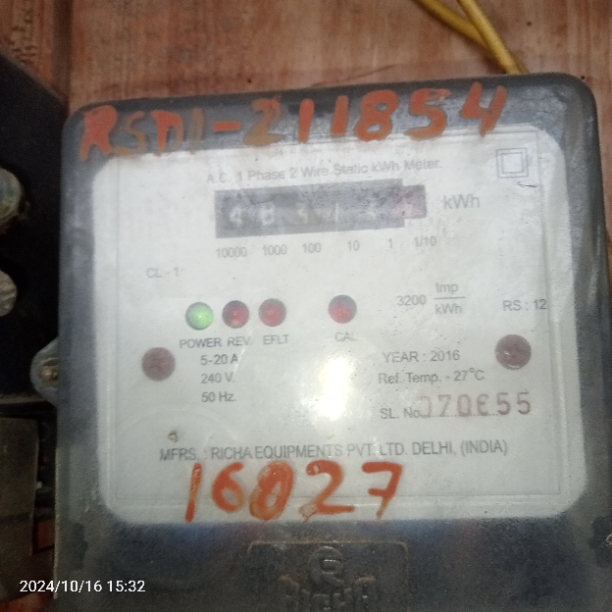 RSDI-211854
A.C. 1 Phase 2 Wire Static kWh Meter.
kWh
10000 1000 100 10 1 1/10
CL - 1
3200 Imp/kWh
RS : 12
POWER REV. EFLT CAL
5-20 A
240 V.
50 Hz.
YEAR : 2016
Ref. Temp. - 27°C
SL. No.
MFRS. : RICHA EQUIPMENTS PVT. LTD. DELHI, (INDIA)
16027
RICHA
2024/10/16 15:32